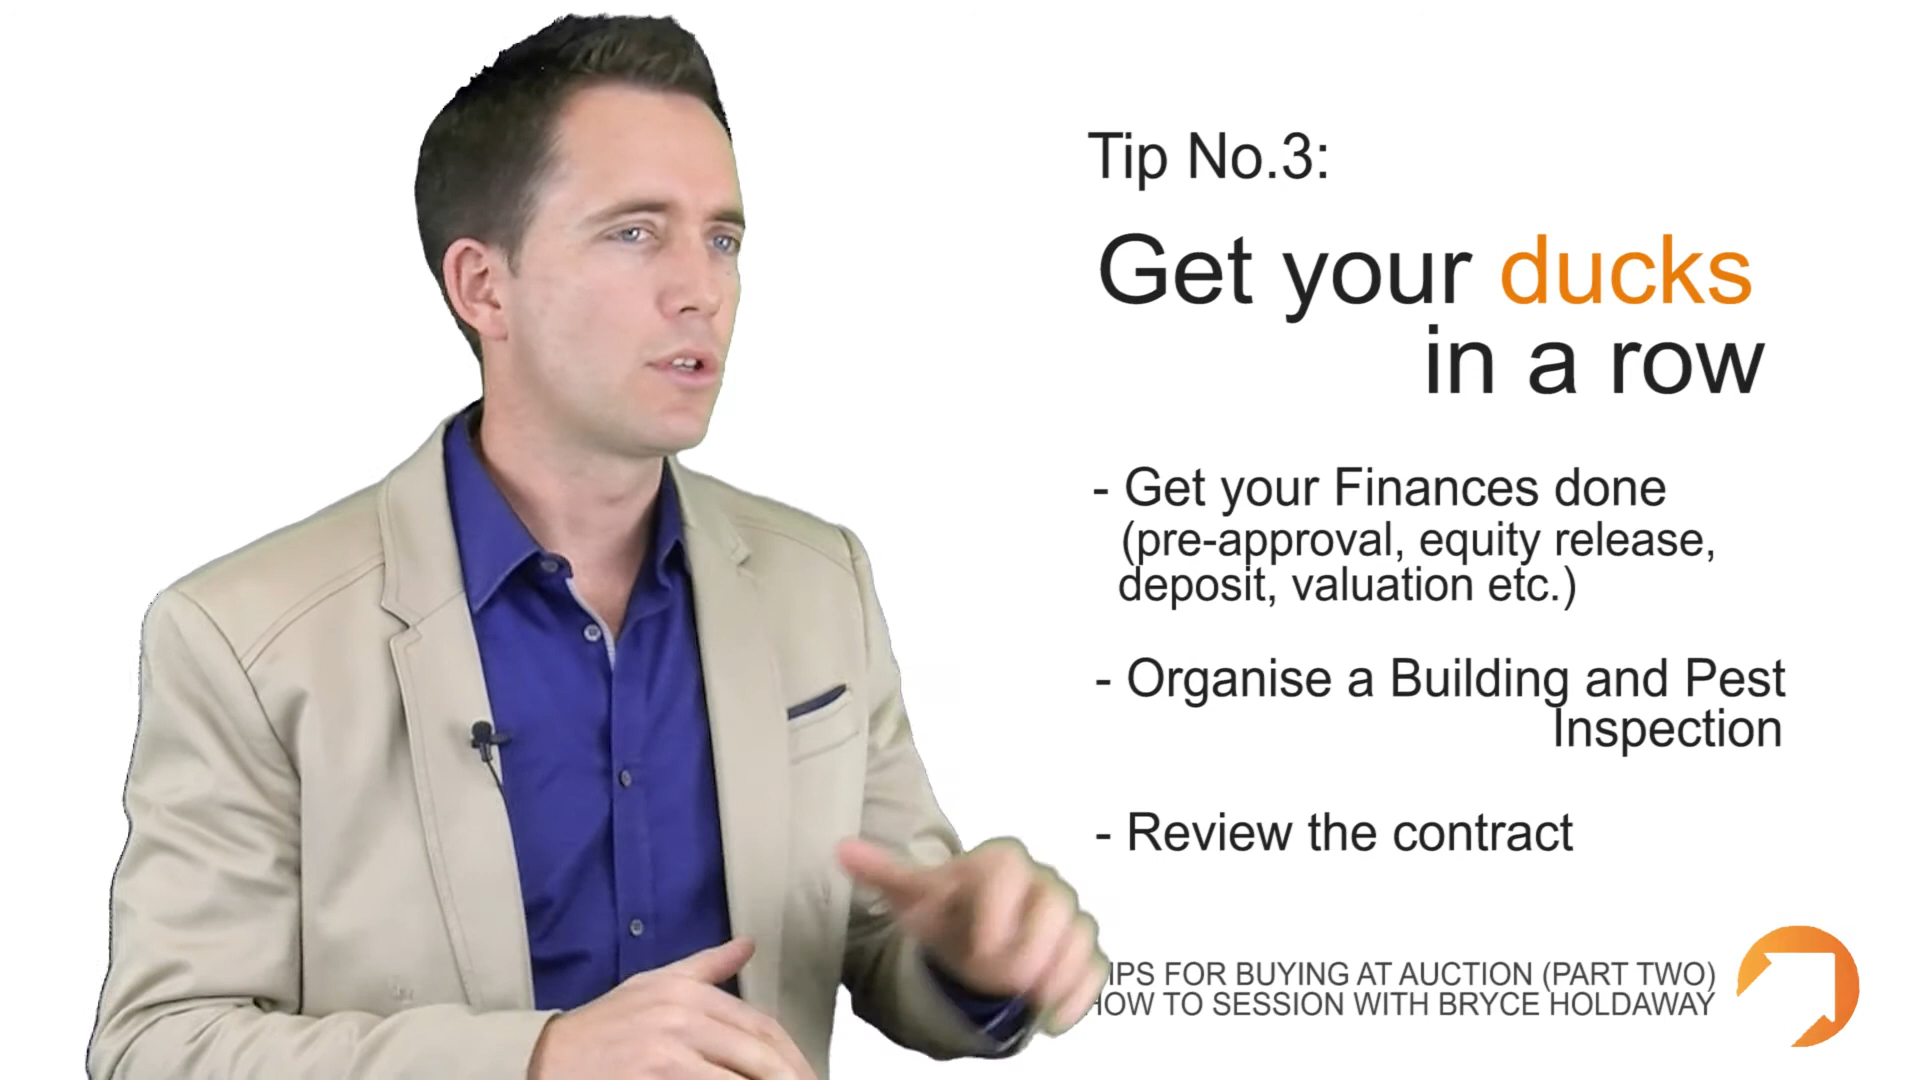 Tip No.3:
Get your ducks
in a row
- Get your Finances done
(pre-approval, equity release,
deposit, valuation etc.)
- Organise a Building and Pest
Inspection
- Review the contract
FOR BUYING AT AUCTION (PART TWO)
TO SESSION WITH BRYCE HOLDAWAY